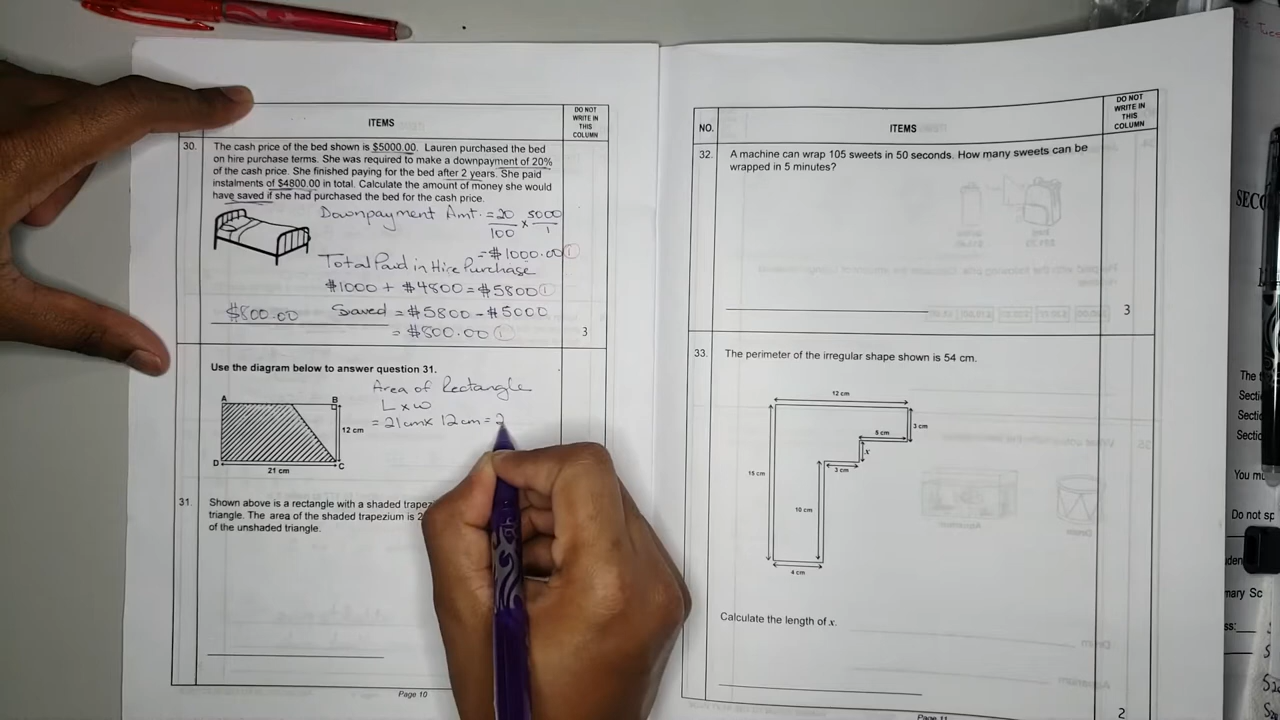 ITEMS
DO NOT
WRITE IN
THIS
COLUMN
30.
The cash price of the bed shown is $5000.00. Lauren purchased the bed
on hire purchase terms. She was required to make a downpayment of 20%
of the cash price. She finished paying for the bed after 2 years. She paid
instalments of $4800.00 in total. Calculate the amount of money she would
have saved if she had purchased the bed for the cash price.
Downpayment Amt. = 20/100 × 5000/1
= $1000.00 ①
Total Paid in Hire Purchase
$1000 + $4800 = $5800 ①
$800.00
Saved = $5800 - $5000
= $800.00 ①
3
Use the diagram below to answer question 31.
Area of Rectangle
L x w
= 21cm x 12cm = 2
A
B
12 cm
D
C
21 cm
31.
Shown above is a rectangle with a shaded
triangle. The area of the shaded trapezium is
of the unshaded triangle.
Page 10
NO.
ITEMS
DO NOT
WRITE IN
THIS
COLUMN
32.
A machine can wrap 105 sweets in 50 seconds. How many sweets can be
wrapped in 5 minutes?
3
33.
The perimeter of the irregular shape shown is 54 cm.
12 cm
3 cm
5 cm
x
3 cm
15 cm
10 cm
4 cm
Calculate the length of x.
Page 11
2
The
Do not